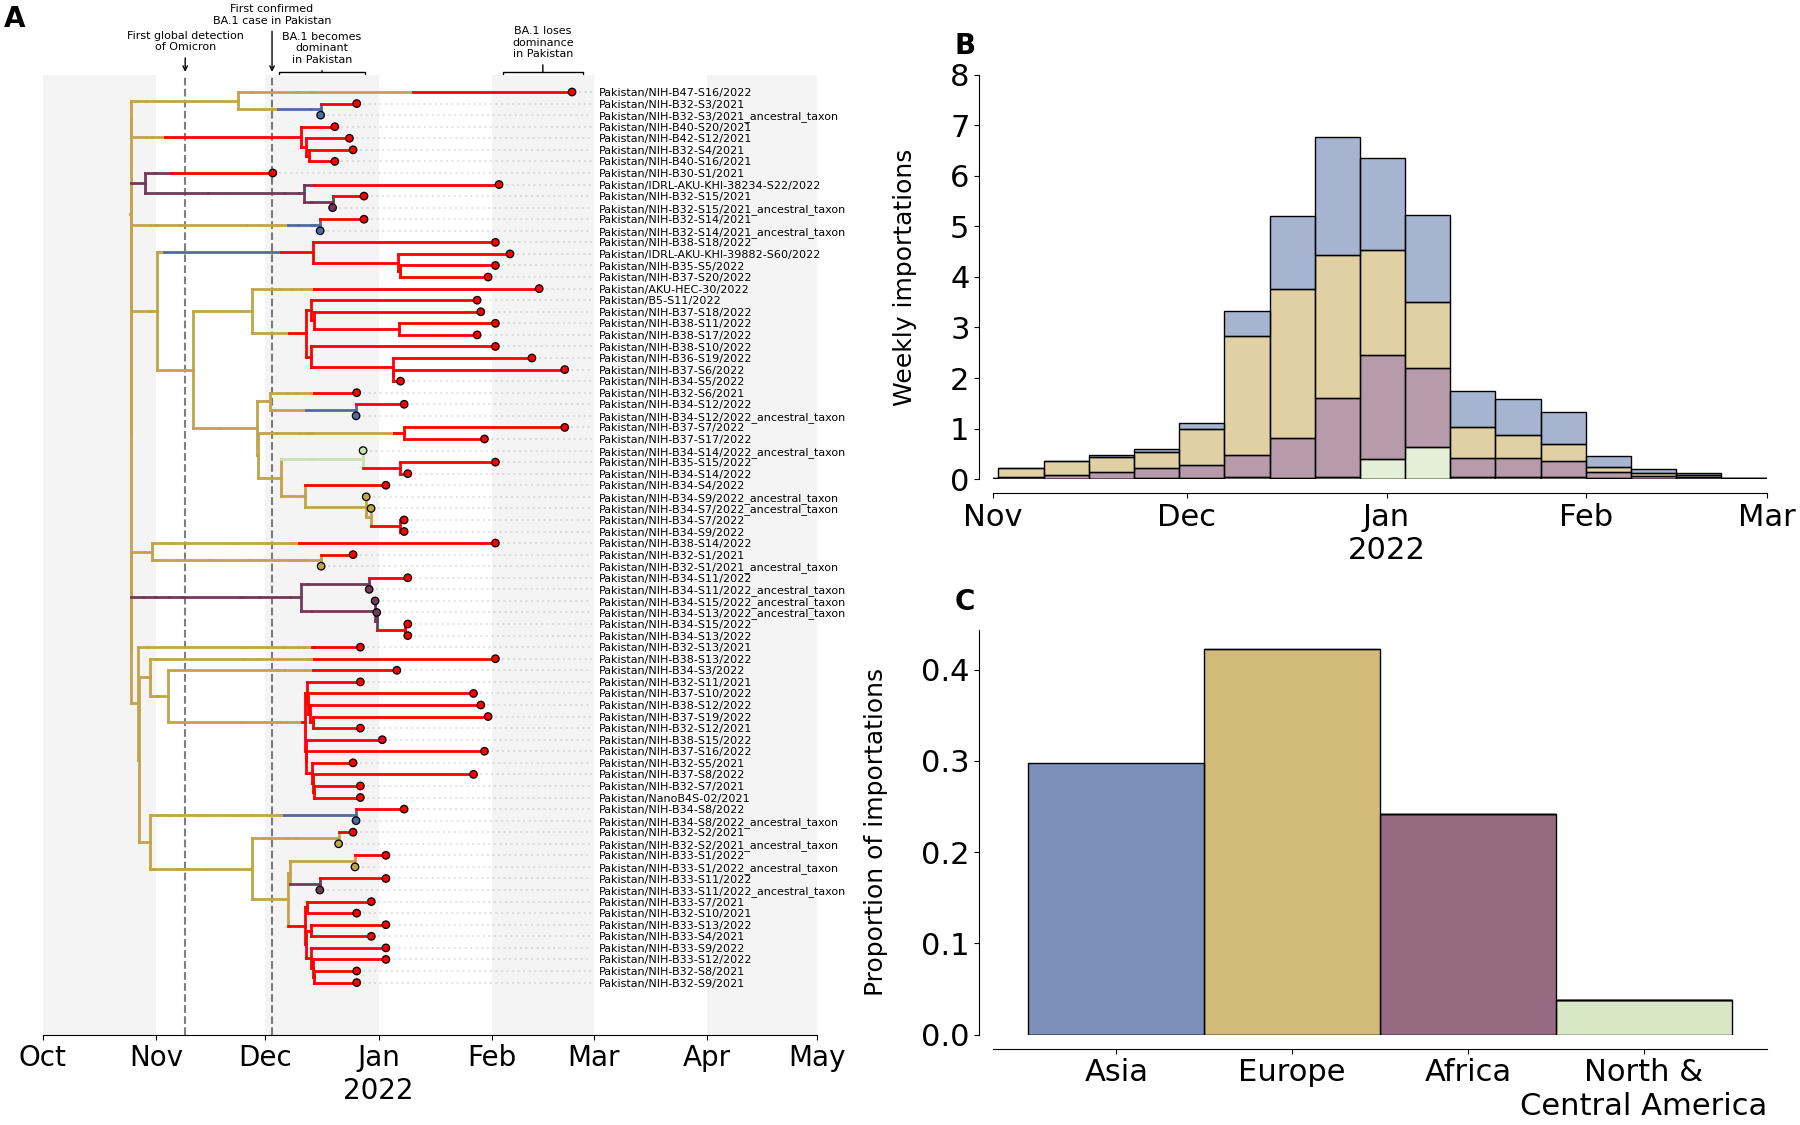 A
First confirmed
BA.1 case in Pakistan
First global detection
of Omicron
BA.1 becomes
dominant
in Pakistan
BA.1 loses
dominance
in Pakistan
Pakistan/NIH-B47-S16/2022
Pakistan/NIH-B32-S3/2021
Pakistan/NIH-B32-S3/2021_ancestral_taxon
Pakistan/NIH-B40-S20/2021
Pakistan/NIH-B42-S12/2021
Pakistan/NIH-B32-S4/2021
Pakistan/NIH-B40-S16/2021
Pakistan/NIH-B30-S1/2021
Pakistan/IDRL-AKU-KHI-38234-S22/2022
Pakistan/NIH-B32-S15/2021
Pakistan/NIH-B32-S15/2021_ancestral_taxon
Pakistan/NIH-B32-S14/2021
Pakistan/NIH-B32-S14/2021_ancestral_taxon
Pakistan/NIH-B38-S18/2022
Pakistan/IDRL-AKU-KHI-39882-S60/2022
Pakistan/NIH-B35-S5/2022
Pakistan/NIH-B37-S20/2022
Pakistan/AKU-HEC-30/2022
Pakistan/B5-S11/2022
Pakistan/NIH-B37-S18/2022
Pakistan/NIH-B38-S11/2022
Pakistan/NIH-B38-S17/2022
Pakistan/NIH-B38-S10/2022
Pakistan/NIH-B36-S19/2022
Pakistan/NIH-B37-S6/2022
Pakistan/NIH-B34-S5/2022
Pakistan/NIH-B32-S6/2021
Pakistan/NIH-B34-S12/2022
Pakistan/NIH-B34-S12/2022_ancestral_taxon
Pakistan/NIH-B37-S7/2022
Pakistan/NIH-B37-S17/2022
Pakistan/NIH-B34-S14/2022_ancestral_taxon
Pakistan/NIH-B35-S15/2022
Pakistan/NIH-B34-S14/2022
Pakistan/NIH-B34-S4/2022
Pakistan/NIH-B34-S9/2022_ancestral_taxon
Pakistan/NIH-B34-S7/2022_ancestral_taxon
Pakistan/NIH-B34-S7/2022
Pakistan/NIH-B34-S9/2022
Pakistan/NIH-B38-S14/2022
Pakistan/NIH-B32-S1/2021
Pakistan/NIH-B32-S1/2021_ancestral_taxon
Pakistan/NIH-B34-S11/2022
Pakistan/NIH-B34-S11/2022_ancestral_taxon
Pakistan/NIH-B34-S15/2022_ancestral_taxon
Pakistan/NIH-B34-S13/2022_ancestral_taxon
Pakistan/NIH-B34-S15/2022
Pakistan/NIH-B34-S13/2022
Pakistan/NIH-B32-S13/2021
Pakistan/NIH-B38-S13/2022
Pakistan/NIH-B34-S3/2022
Pakistan/NIH-B32-S11/2021
Pakistan/NIH-B37-S10/2022
Pakistan/NIH-B38-S12/2022
Pakistan/NIH-B37-S19/2022
Pakistan/NIH-B32-S12/2021
Pakistan/NIH-B38-S15/2022
Pakistan/NIH-B37-S16/2022
Pakistan/NIH-B32-S5/2021
Pakistan/NIH-B37-S8/2022
Pakistan/NIH-B32-S7/2021
Pakistan/NanoB4S-02/2021
Pakistan/NIH-B34-S8/2022
Pakistan/NIH-B34-S8/2022_ancestral_taxon
Pakistan/NIH-B32-S2/2021
Pakistan/NIH-B32-S2/2021_ancestral_taxon
Pakistan/NIH-B33-S1/2022
Pakistan/NIH-B33-S1/2022_ancestral_taxon
Pakistan/NIH-B33-S11/2022
Pakistan/NIH-B33-S11/2022_ancestral_taxon
Pakistan/NIH-B33-S7/2021
Pakistan/NIH-B32-S10/2021
Pakistan/NIH-B33-S13/2022
Pakistan/NIH-B33-S4/2021
Pakistan/NIH-B33-S9/2022
Pakistan/NIH-B33-S12/2022
Pakistan/NIH-B32-S8/2021
Pakistan/NIH-B32-S9/2021
Oct Nov Dec Jan Feb Mar Apr May
2022
B
Weekly importations
8
7
6
5
4
3
2
1
0
Nov Dec Jan Feb Mar
2022
C
Proportion of importations
0.4
0.3
0.2
0.1
0.0
Asia Europe Africa North &
Central America